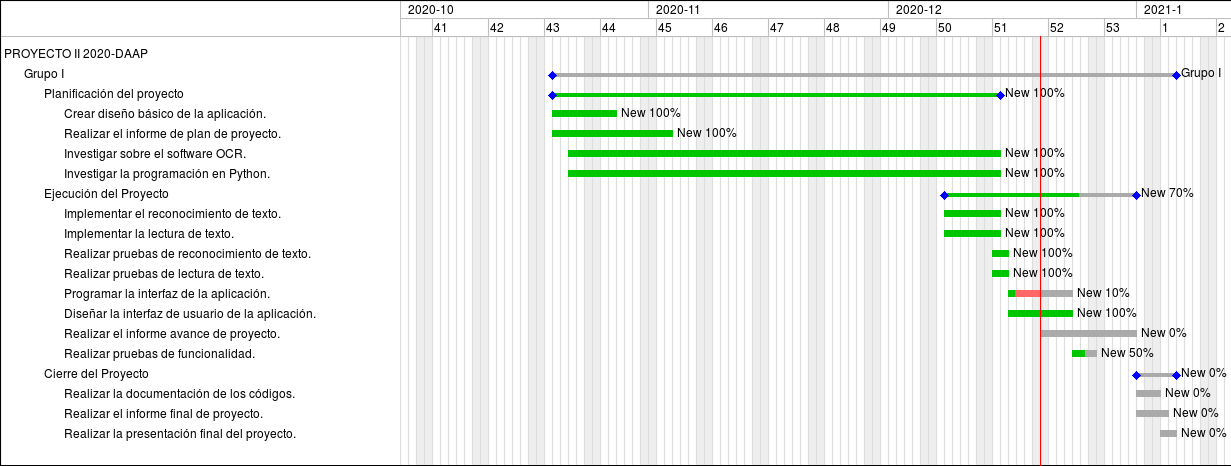 2020-10 2020-11 2020-12 2021-1
41 42 43 44 45 46 47 48 49 50 51 52 53 1 2
PROYECTO II 2020-DAAP
Grupo I Grupo I
Planificación del proyecto New 100%
Crear diseño básico de la aplicación. New 100%
Realizar el informe de plan de proyecto. New 100%
Investigar sobre el software OCR. New 100%
Investigar la programación en Python. New 100%
Ejecución del Proyecto New 70%
Implementar el reconocimiento de texto. New 100%
Implementar la lectura de texto. New 100%
Realizar pruebas de reconocimiento de texto. New 100%
Realizar pruebas de lectura de texto. New 100%
Programar la interfaz de la aplicación. New 10%
Diseñar la interfaz de usuario de la aplicación. New 100%
Realizar el informe avance de proyecto. New 0%
Realizar pruebas de funcionalidad. New 50%
Cierre del Proyecto New 0%
Realizar la documentación de los códigos. New 0%
Realizar el informe final de proyecto. New 0%
Realizar la presentación final del proyecto. New 0%